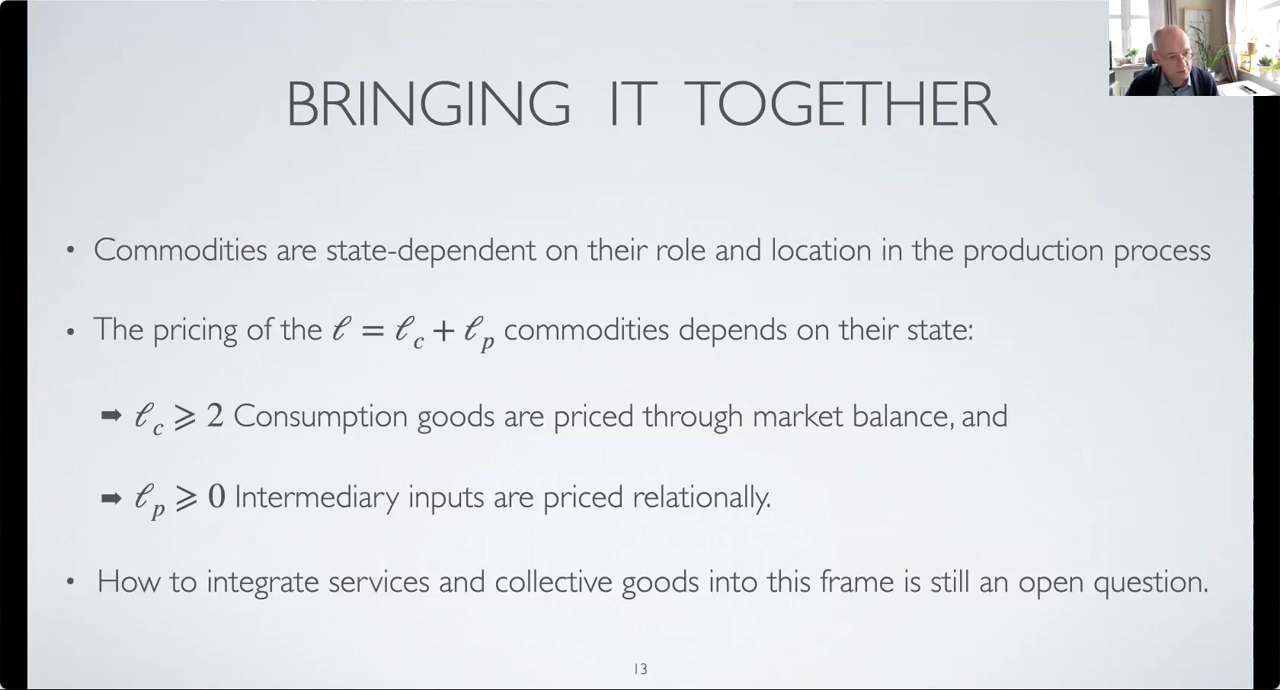 BRINGING IT TOGETHER
• Commodities are state-dependent on their role and location in the production process
• The pricing of the ℓ = ℓ_c + ℓ_p commodities depends on their state:
➡ ℓ_c ⩾ 2 Consumption goods are priced through market balance, and
➡ ℓ_p ⩾ 0 Intermediary inputs are priced relationally.
• How to integrate services and collective goods into this frame is still an open question.
13